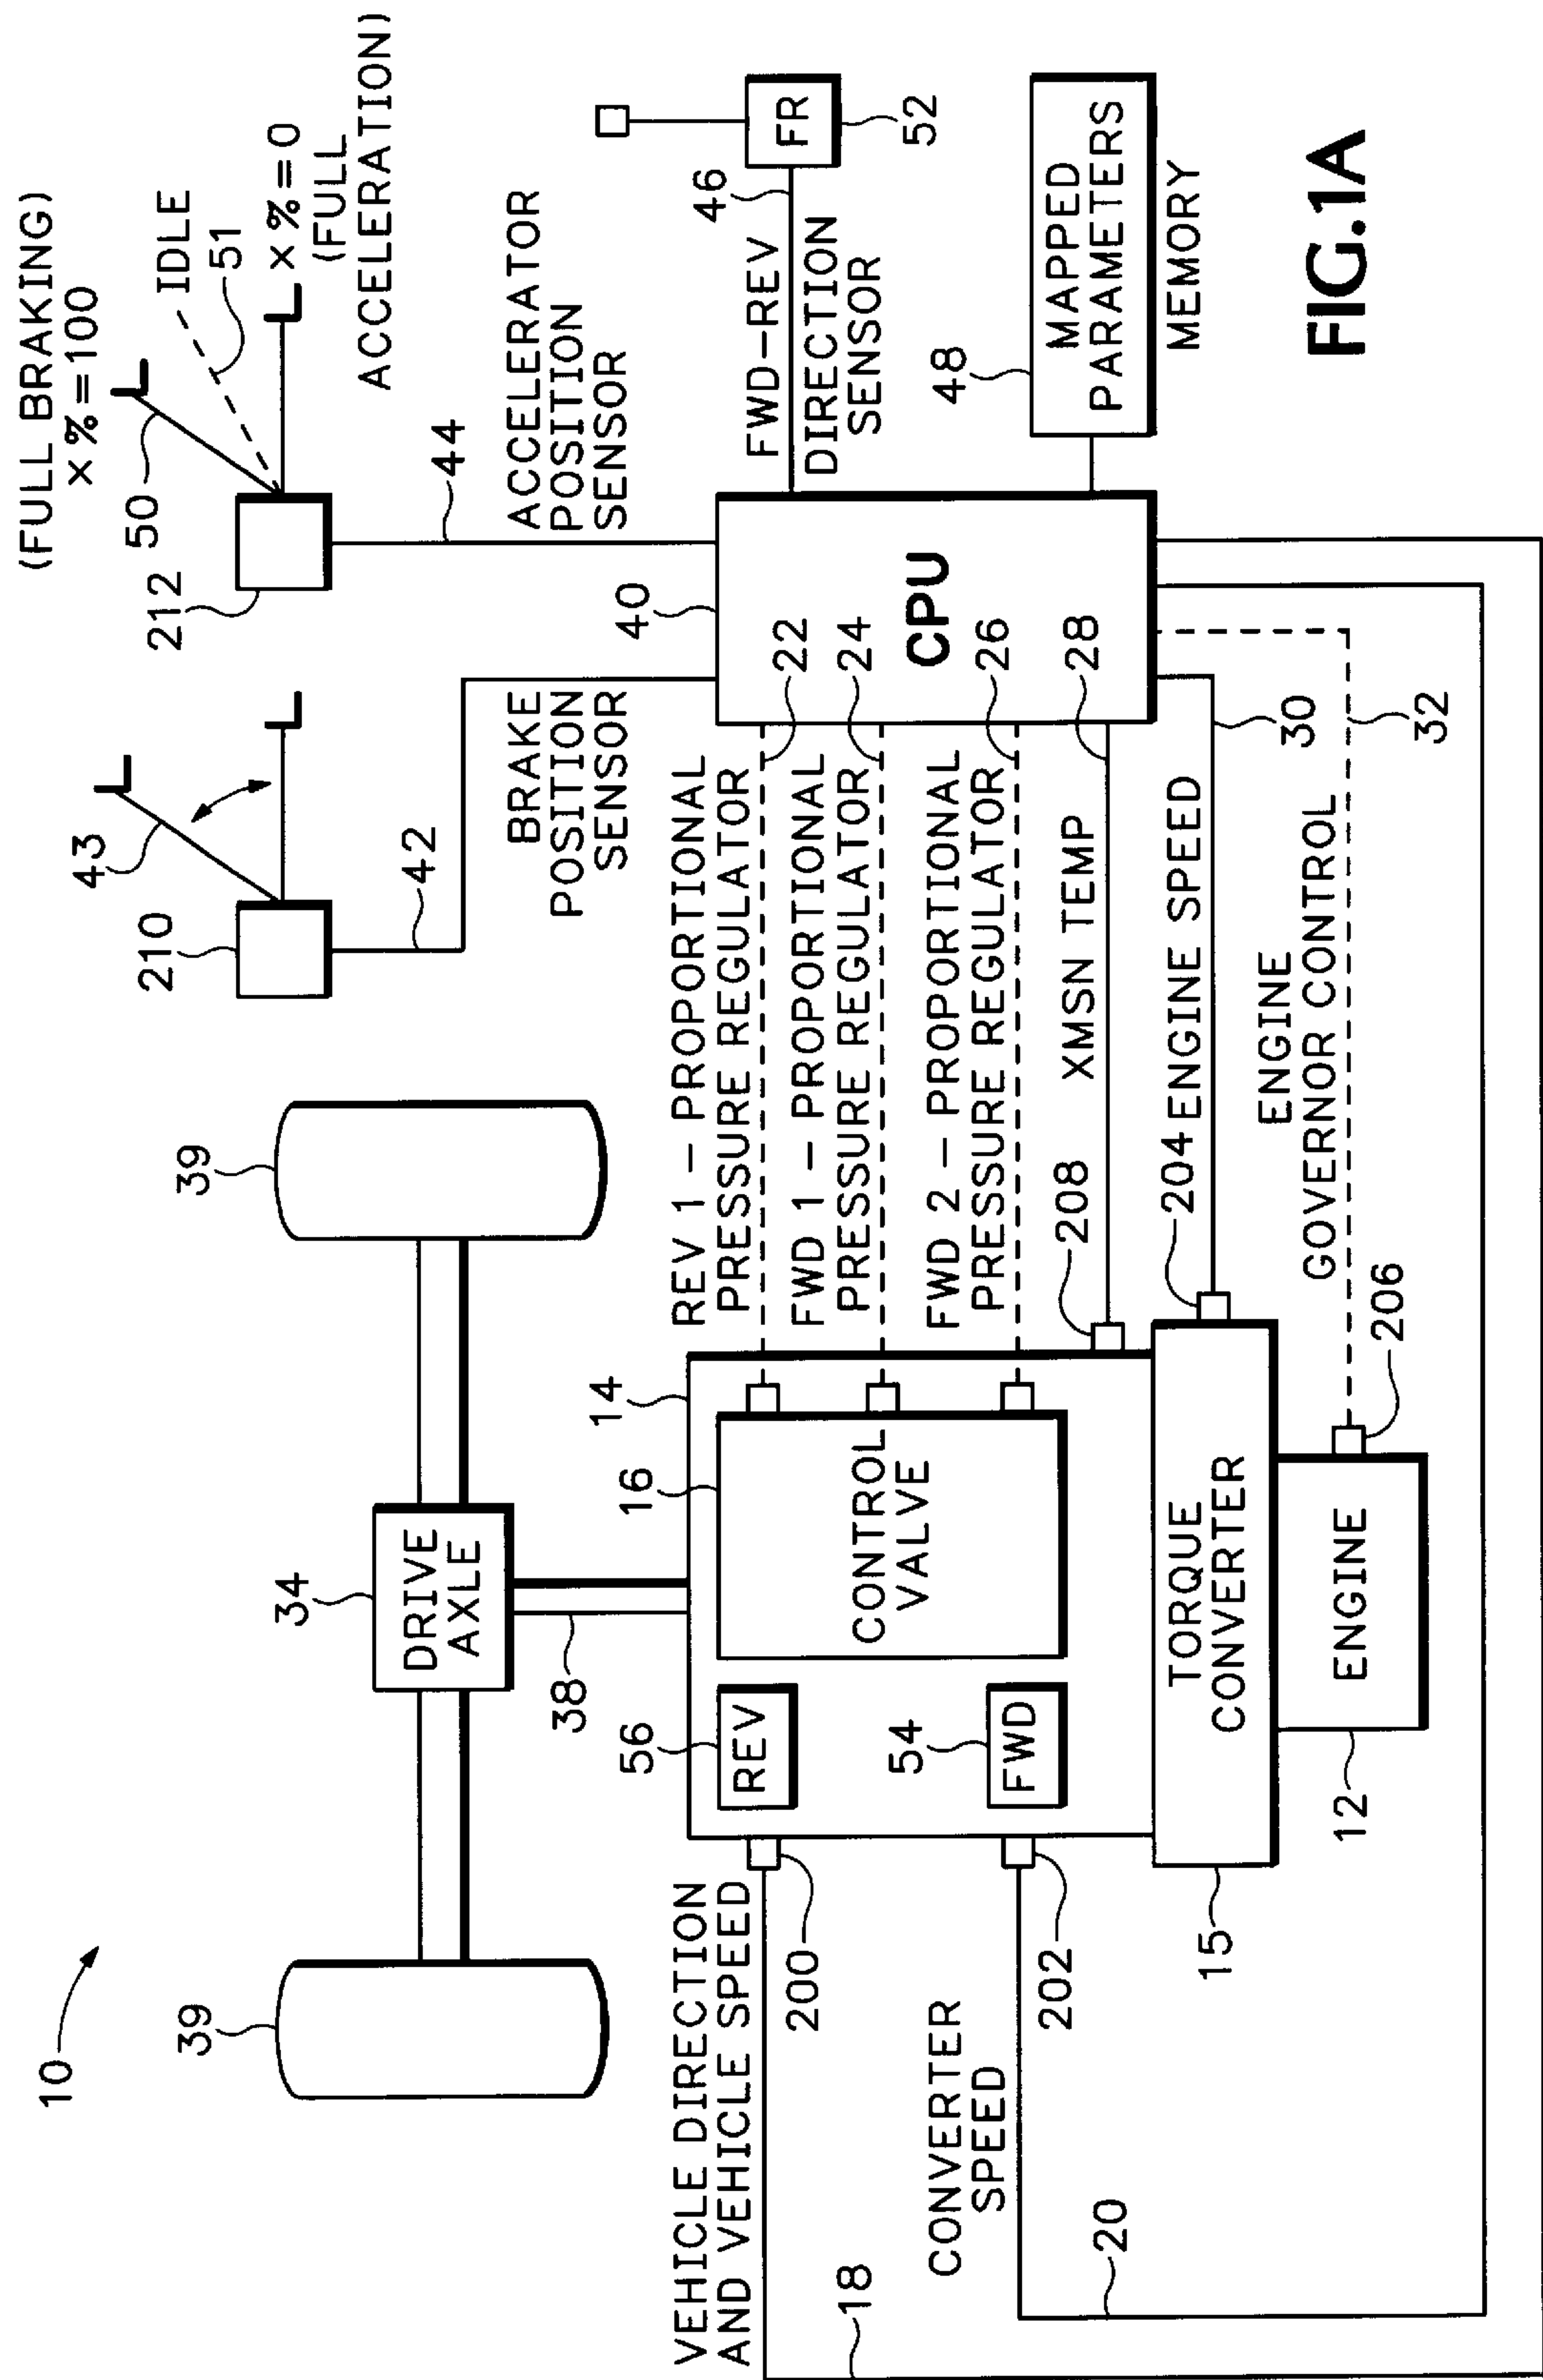 10
39
39
34
DRIVE
AXLE
38
(FULL BRAKING)
× % = 100
IDLE
51
× % = 0
(FULL
ACCELERATION)
50
212
44
ACCELERATOR
POSITION
SENSOR
43
210
42
BRAKE
POSITION
SENSOR
46
FR
52
FWD-REV
DIRECTION
SENSOR
48
MAPPED
PARAMETERS
MEMORY
40
CPU
22
24
26
28
30
32
REV 1 - PROPORTIONAL
PRESSURE REGULATOR
FWD 1 - PROPORTIONAL
PRESSURE REGULATOR
FWD 2 - PROPORTIONAL
PRESSURE REGULATOR
XMSN TEMP
208
204
ENGINE SPEED
ENGINE
GOVERNOR CONTROL
206
14
16
CONTROL
VALVE
56
REV
54
FWD
TORQUE
CONVERTER
15
ENGINE
12
VEHICLE DIRECTION
AND VEHICLE SPEED
200
CONVERTER
SPEED
202
18
20
FIG.1A